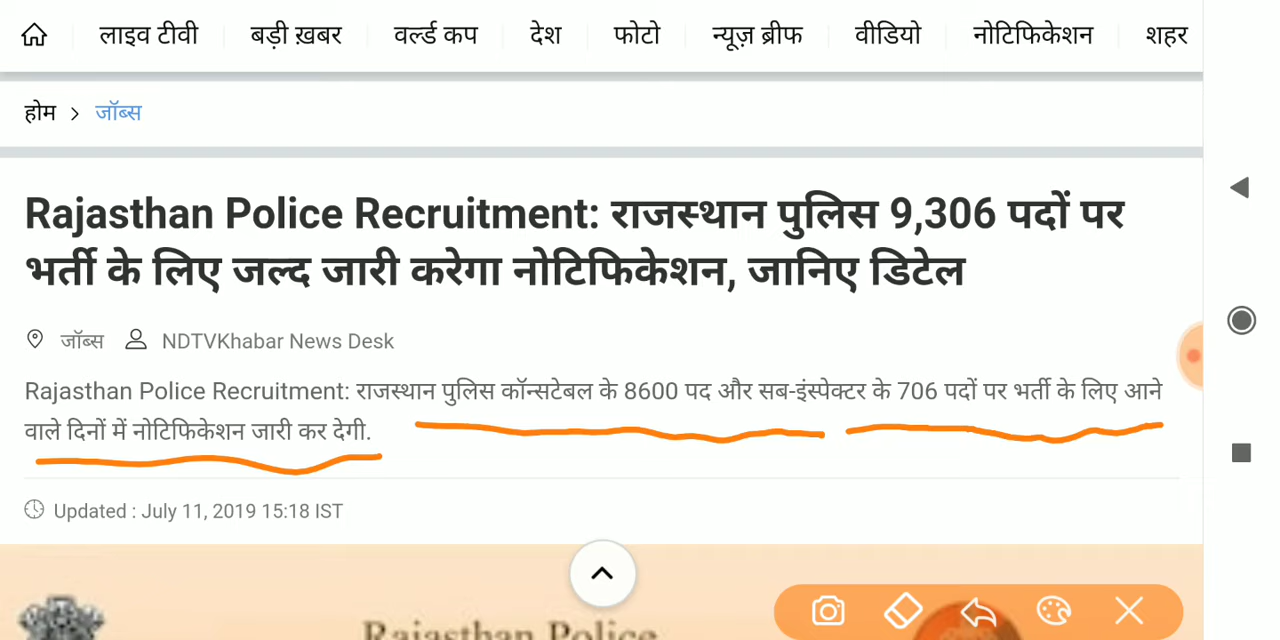 लाइव टीवी बड़ी ख़बर वर्ल्ड कप देश फोटो न्यूज़ ब्रीफ वीडियो नोटिफिकेशन शहर
होम > जॉब्स
Rajasthan Police Recruitment: राजस्थान पुलिस 9,306 पदों पर
भर्ती के लिए जल्द जारी करेगा नोटिफिकेशन, जानिए डिटेल
जॉब्स NDTVKhabar News Desk
Rajasthan Police Recruitment: राजस्थान पुलिस कॉन्सटेबल के 8600 पद और सब-इंस्पेक्टर के 706 पदों पर भर्ती के लिए आने
वाले दिनों में नोटिफिकेशन जारी कर देगी.
Updated : July 11, 2019 15:18 IST
Rajasthan Police